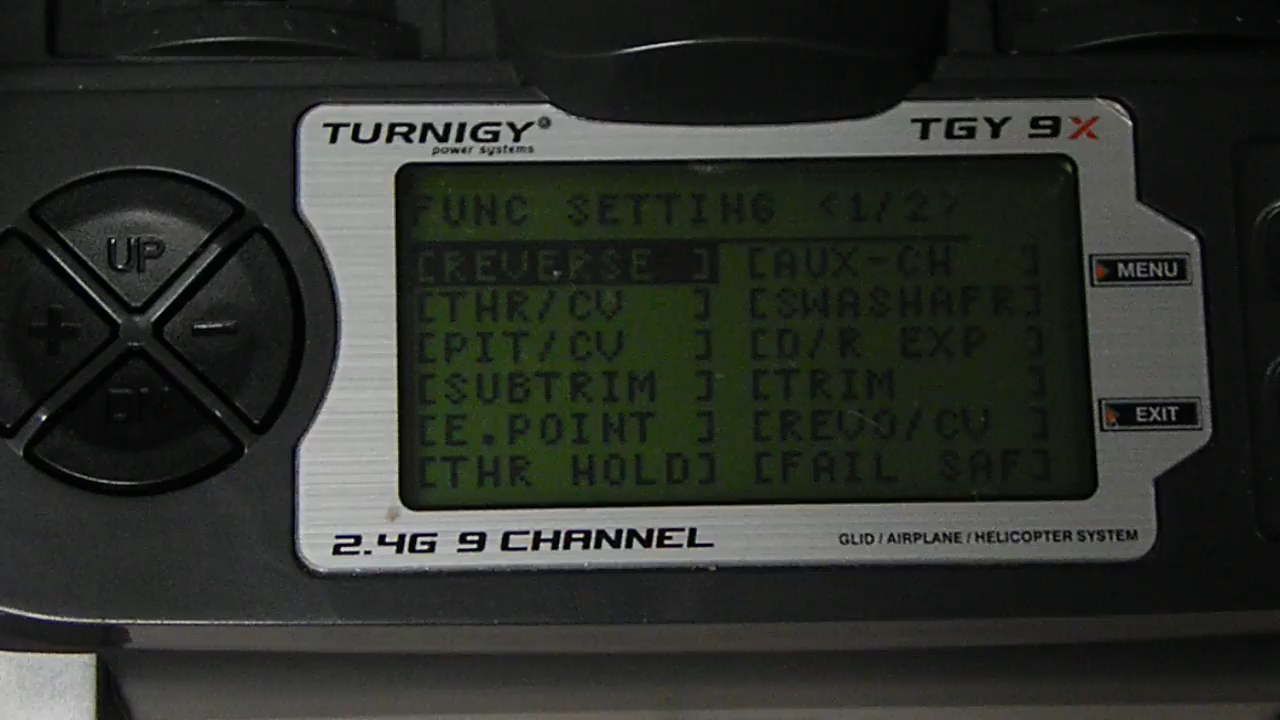 TURNIGY®
power systems
TGY 9X
FUNC SETTING <1/2>
[REVERSE ] [AUX-CH ]
[THR/CV ] [SWASHAFR]
[PIT/CV ] [D/R EXP ]
[SUBTRIM ] [TRIM ]
[E.POINT ] [REVO/CV ]
[THR HOLD] [FAIL SAF]
UP
+ -
DN
MENU
EXIT
2.4G 9 CHANNEL
GLID / AIRPLANE / HELICOPTER SYSTEM